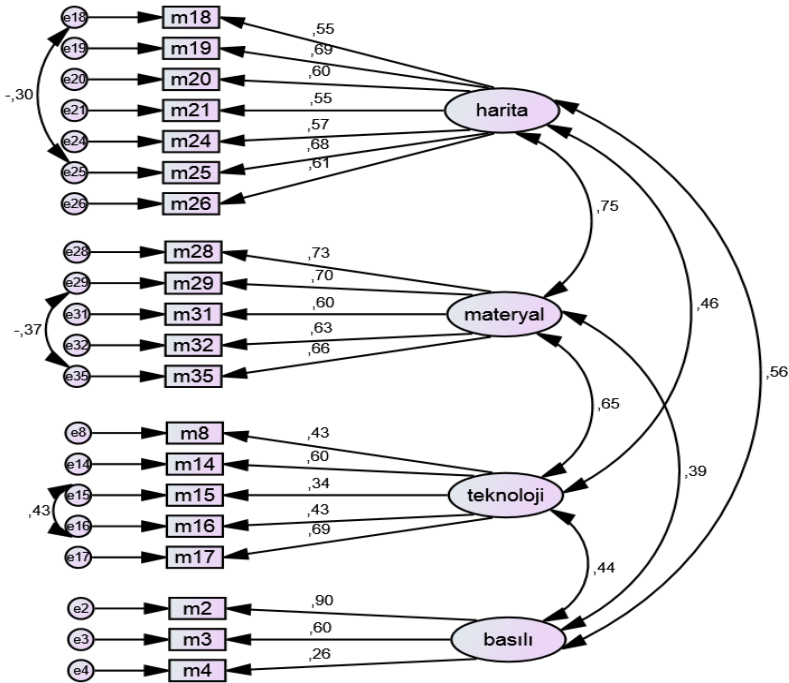 e18 m18 ,55
e19 m19 ,69
e20 m20 ,60
-,30
e21 m21 ,55 harita
e24 m24 ,57
e25 m25 ,68
e26 m26 ,61
,75
e28 m28 ,73
e29 m29 ,70
e31 m31 ,60 materyal
,46
-,37
e32 m32 ,63
e35 m35 ,66
,56
,65
e8 m8 ,43
e14 m14 ,60
,39
e15 m15 ,34 teknoloji
,43
e16 m16 ,43
e17 m17 ,69
,44
e2 m2 ,90
e3 m3 ,60 basılı
e4 m4 ,26